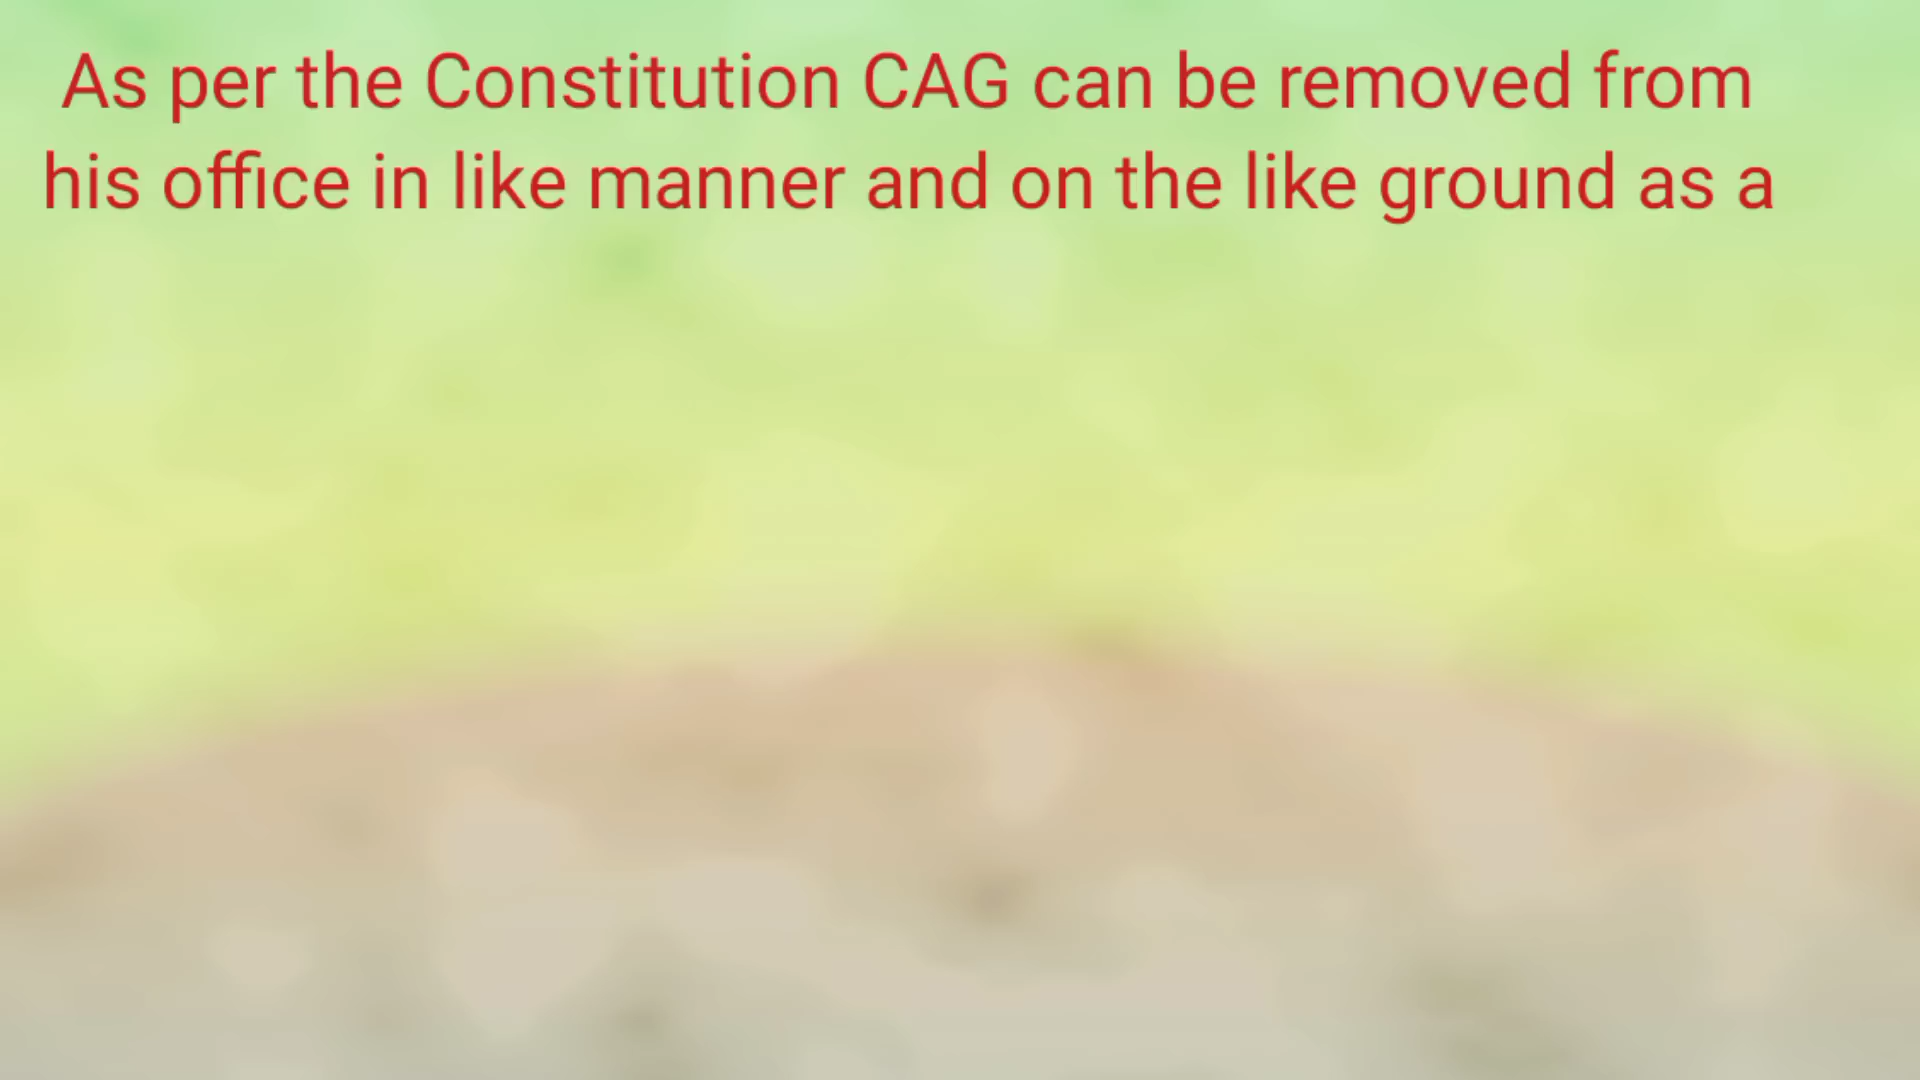 As per the Constitution CAG can be removed from
his office in like manner and on the like ground as a